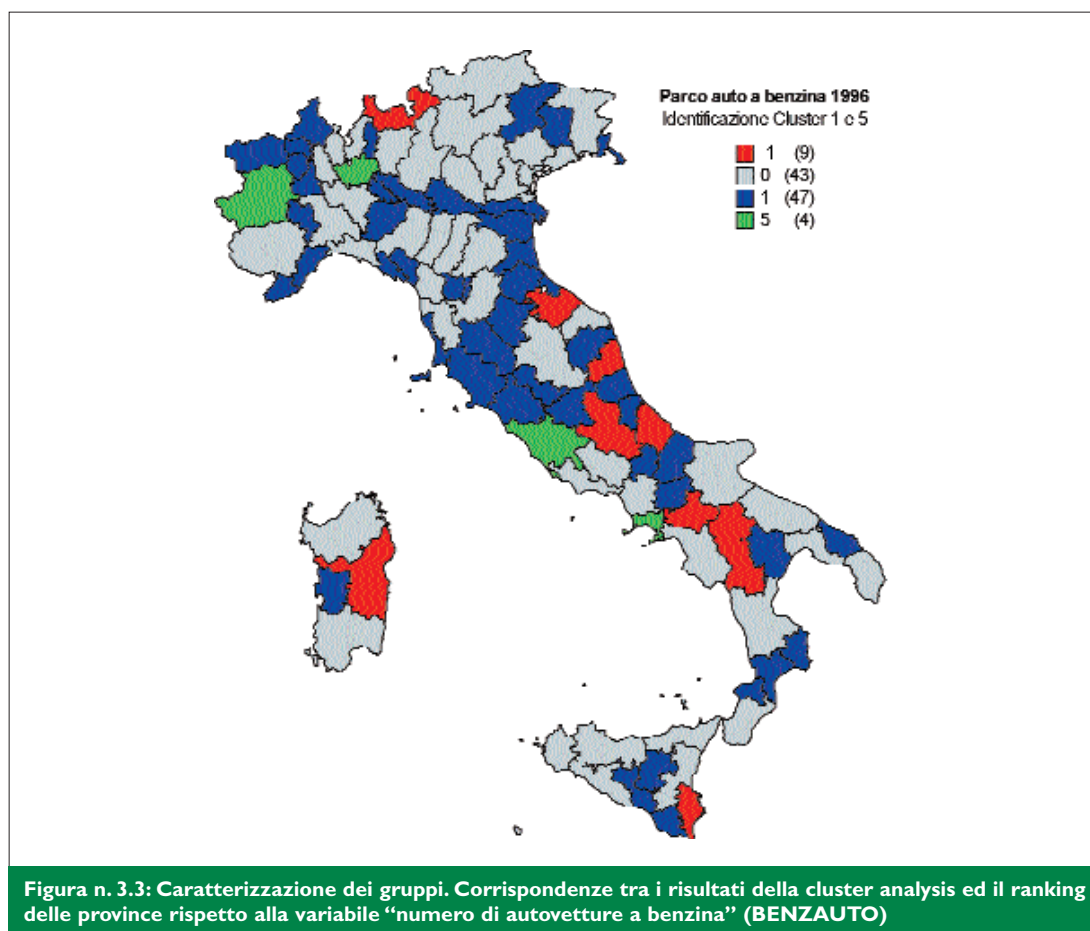 Parco auto a benzina 1996
Identificazione Cluster 1 e 5
1 (9)
0 (43)
1 (47)
5 (4)
Figura n. 3.3: Caratterizzazione dei gruppi. Corrispondenze tra i risultati della cluster analysis ed il ranking
delle province rispetto alla variabile “numero di autovetture a benzina” (BENZAUTO)